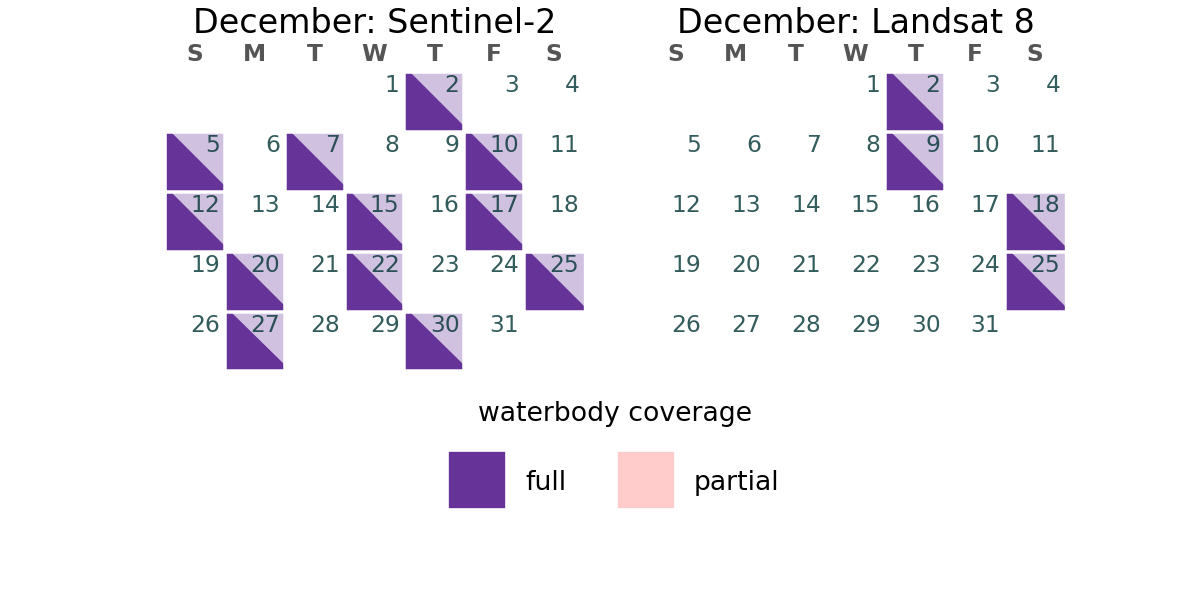 December: Sentinel-2
S M T W T F S
1 2 3 4
5 6 7 8 9 10 11
12 13 14 15 16 17 18
19 20 21 22 23 24 25
26 27 28 29 30 31
December: Landsat 8
S M T W T F S
1 2 3 4
5 6 7 8 9 10 11
12 13 14 15 16 17 18
19 20 21 22 23 24 25
26 27 28 29 30 31
waterbody coverage
full partial